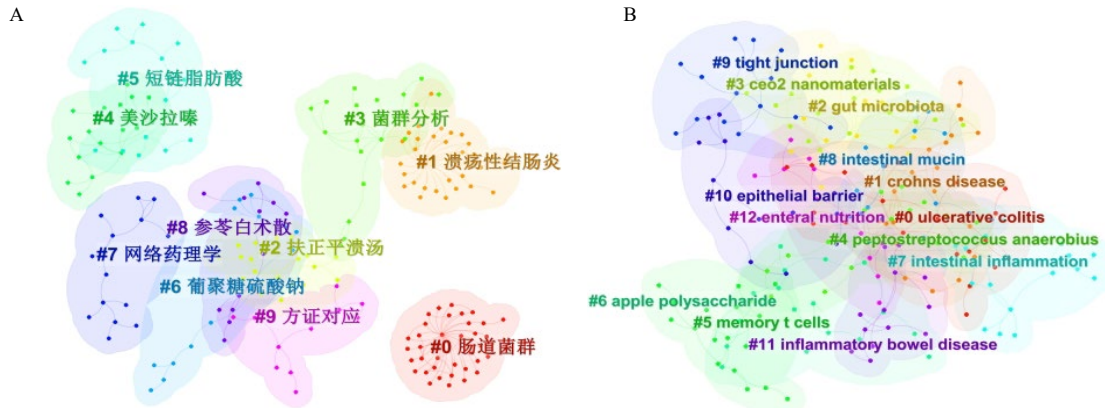 A
#5 短链脂肪酸
#4 美沙拉嗪
#3 菌群分析
#1 溃疡性结肠炎
#8 参苓白术散
#7 网络药理学
#2 扶正平溃汤
#6 葡聚糖硫酸钠
#9 方证对应
#0 肠道菌群
B
#9 tight junction
#3 ceo2 nanomaterials
#2 gut microbiota
#8 intestinal mucin
#1 crohns disease
#10 epithelial barrier
#12 enteral nutrition
#0 ulcerative colitis
#4 peptostreptococcus anaerobius
#7 intestinal inflammation
#6 apple polysaccharide
#5 memory t cells
#11 inflammatory bowel disease